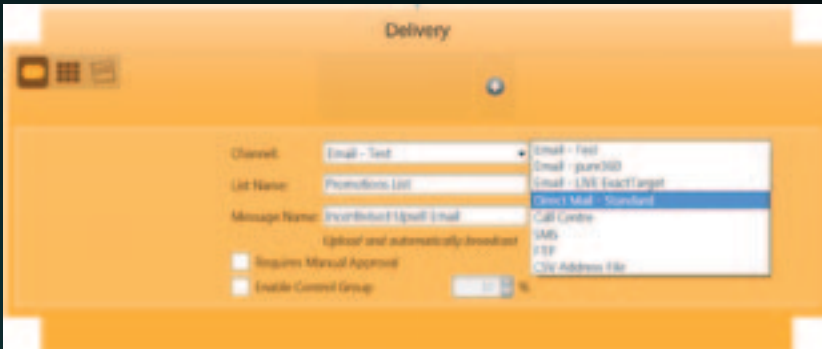 Delivery
Channel: Email - Test
List Name: Promotions List
Message Name: Incentivised Upsell Email
Upload and automatically broadcast
Requires Manual Approval
Enable Control Group 10 %
Email - Test
Email - pure360
Email - LIVE ExactTarget
Direct Mail - Standard
Call Centre
SMS
FTP
CSV Address File